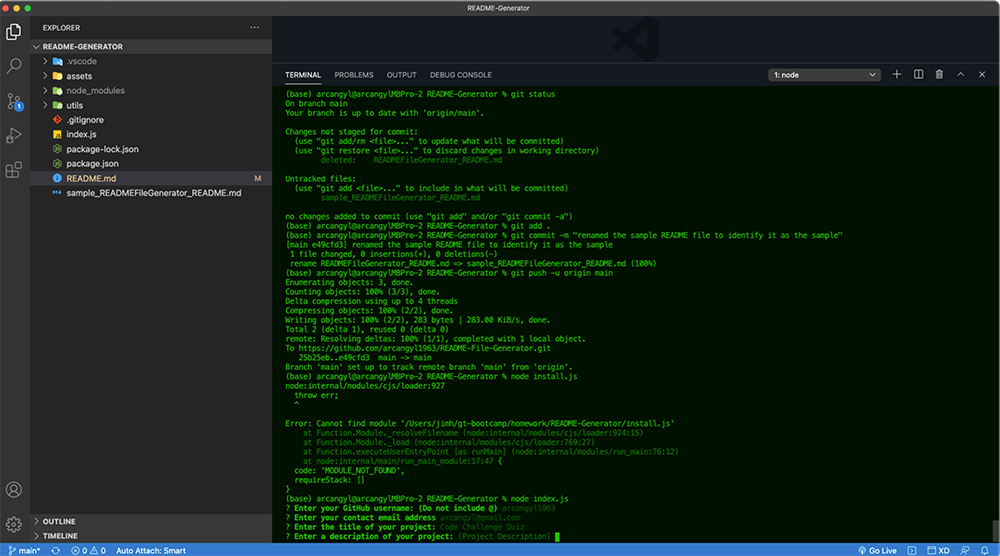 README-Generator
EXPLORER
···
README-GENERATOR
.vscode
assets
node_modules
utils
.gitignore
index.js
package-lock.json
package.json
README.md M
sample_READMEFileGenerator_README.md
OUTLINE
TIMELINE
1
TERMINAL PROBLEMS OUTPUT DEBUG CONSOLE 1: node
(base) arcangyl@arcangylMBPro-2 README-Generator % git status
On branch main
Your branch is up to date with 'origin/main'.
Changes not staged for commit:
(use "git add/rm <file>..." to update what will be committed)
(use "git restore <file>..." to discard changes in working directory)
deleted: READMEFileGenerator_README.md
Untracked files:
(use "git add <file>..." to include in what will be committed)
sample_READMEFileGenerator_README.md
no changes added to commit (use "git add" and/or "git commit -a")
(base) arcangyl@arcangylMBPro-2 README-Generator % git add .
(base) arcangyl@arcangylMBPro-2 README-Generator % git commit -m "renamed the sample README file to identify it as the sample"
[main e49cfd3] renamed the sample README file to identify it as the sample
1 file changed, 0 insertions(+), 0 deletions(-)
rename READMEFileGenerator_README.md => sample_READMEFileGenerator_README.md (100%)
(base) arcangyl@arcangylMBPro-2 README-Generator % git push -u origin main
Enumerating objects: 3, done.
Counting objects: 100% (3/3), done.
Delta compression using up to 4 threads
Compressing objects: 100% (2/2), done.
Writing objects: 100% (2/2), 283 bytes | 283.00 KiB/s, done.
Total 2 (delta 1), reused 0 (delta 0)
remote: Resolving deltas: 100% (1/1), completed with 1 local object.
To https://github.com/arcangyl1963/README-File-Generator.git
25b25eb..e49cfd3 main -> main
Branch 'main' set up to track remote branch 'main' from 'origin'.
(base) arcangyl@arcangylMBPro-2 README-Generator % node install.js
node:internal/modules/cjs/loader:927
throw err;
^
Error: Cannot find module '/Users/jimh/gt-bootcamp/homework/README-Generator/install.js'
at Function.Module._resolveFilename (node:internal/modules/cjs/loader:924:15)
at Function.Module._load (node:internal/modules/cjs/loader:769:27)
at Function.executeUserEntryPoint [as runMain] (node:internal/modules/run_main:76:12)
at node:internal/main/run_main_module:17:47 {
code: 'MODULE_NOT_FOUND',
requireStack: []
}
(base) arcangyl@arcangylMBPro-2 README-Generator % node index.js
? Enter your GitHub username: (Do not include @) arcangyl1963
? Enter your contact email address arcangyl@gmail.com
? Enter the title of your project: Code Challenge Quiz
? Enter a description of your project: (Project Description)
main* 0 0 Auto Attach: Smart Go Live XD